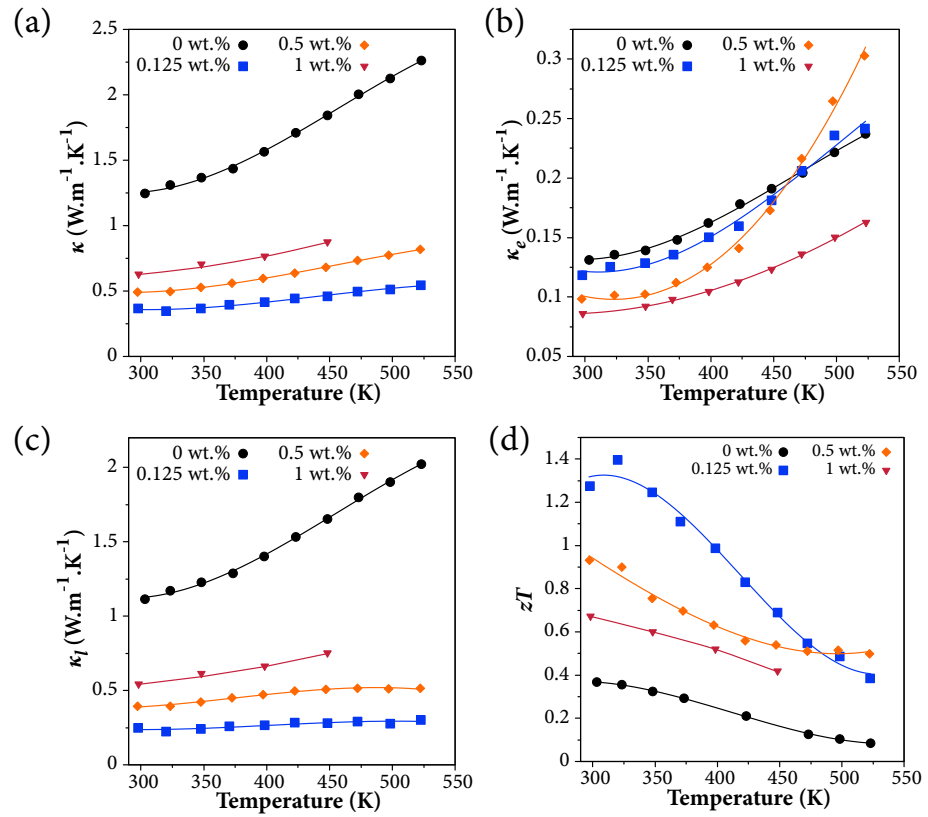 (a)
0 wt.% 0.5 wt.%
0.125 wt.% 1 wt.%
2.5
2
1.5
1
0.5
0
κ (W.m⁻¹.K⁻¹)
300 350 400 450 500 550
Temperature (K)
(b)
0 wt.% 0.5 wt.%
0.125 wt.% 1 wt.%
0.3
0.25
0.2
0.15
0.1
0.05
κₑ (W.m⁻¹.K⁻¹)
300 350 400 450 500 550
Temperature (K)
(c)
0 wt.% 0.5 wt.%
0.125 wt.% 1 wt.%
2
1.5
1
0.5
0
κₗ (W.m⁻¹.K⁻¹)
300 350 400 450 500 550
Temperature (K)
(d)
0 wt.% 0.5 wt.%
0.125 wt.% 1 wt.%
1.4
1.2
1
0.8
0.6
0.4
0.2
0
zT
300 350 400 450 500 550
Temperature (K)